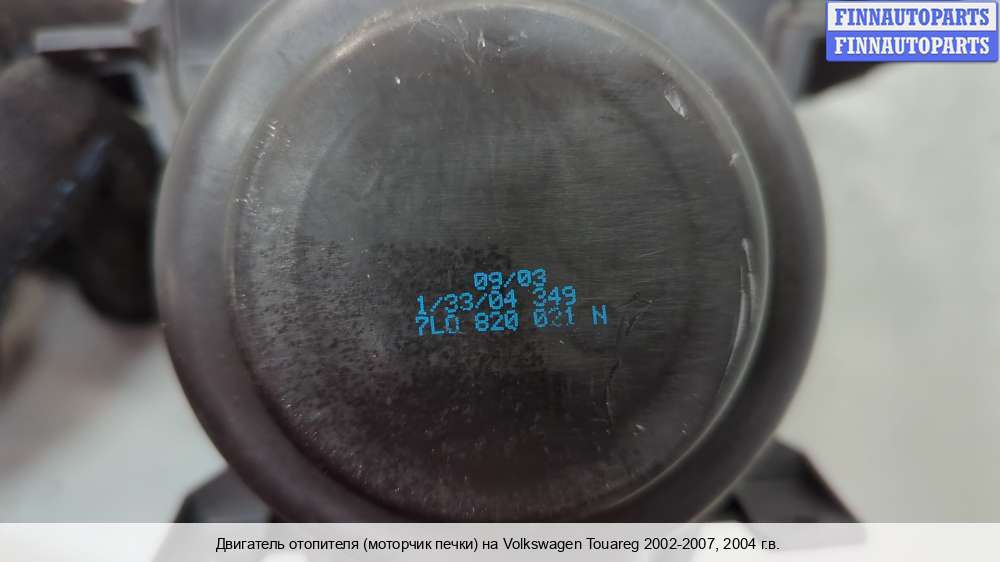 FINNAUTOPARTS
FINNAUTOPARTS
09/03
1/33/04 349
7L0 820 021 N
Двигатель отопителя (моторчик печки) на Volkswagen Touareg 2002-2007, 2004 г.в.